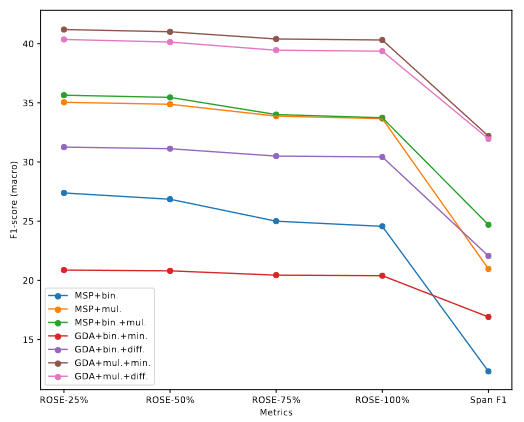 F1-score (macro)
40
35
30
25
20
15
MSP+bin.
MSP+mul.
MSP+bin.+mul.
GDA+bin.+min.
GDA+bin.+diff.
GDA+mul.+min.
GDA+mul.+diff.
ROSE-25% ROSE-50% ROSE-75% ROSE-100% Span F1
Metrics